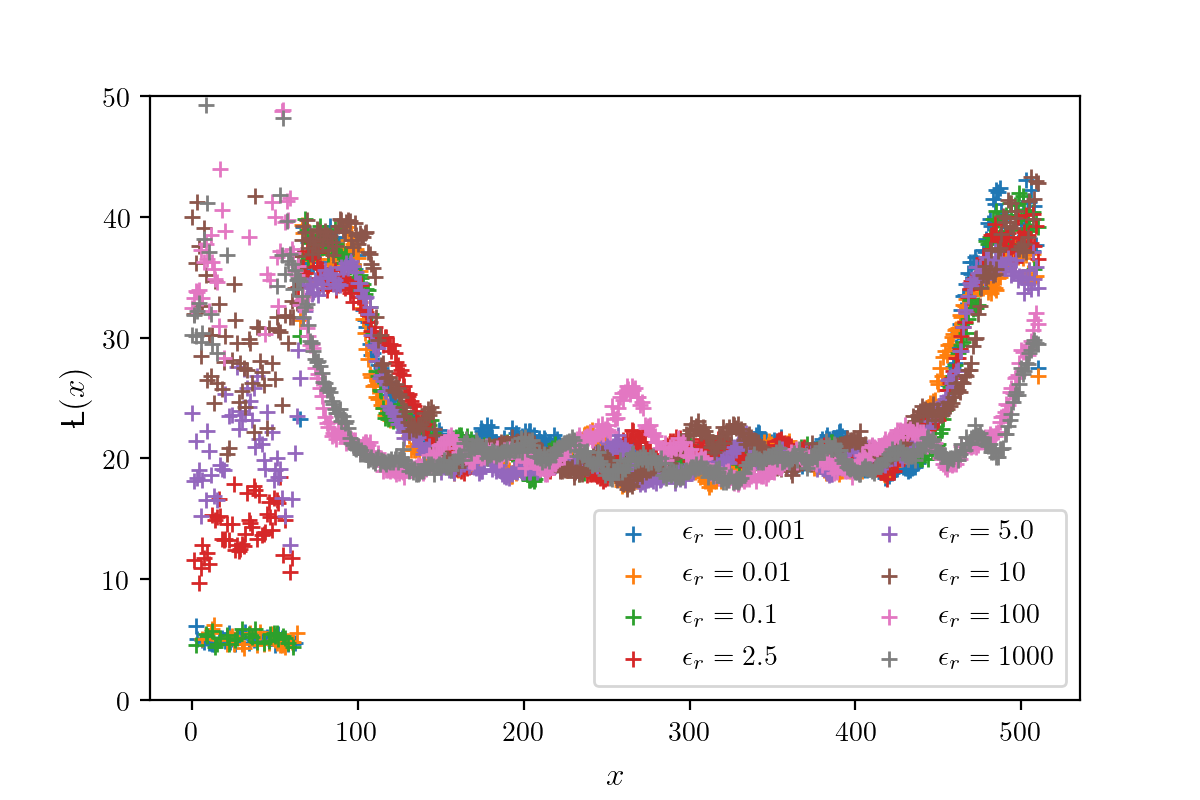 50
40
30
20
10
0
Ł(x)
0 100 200 300 400 500
x
ϵr = 0.001
ϵr = 0.01
ϵr = 0.1
ϵr = 2.5
ϵr = 5.0
ϵr = 10
ϵr = 100
ϵr = 1000